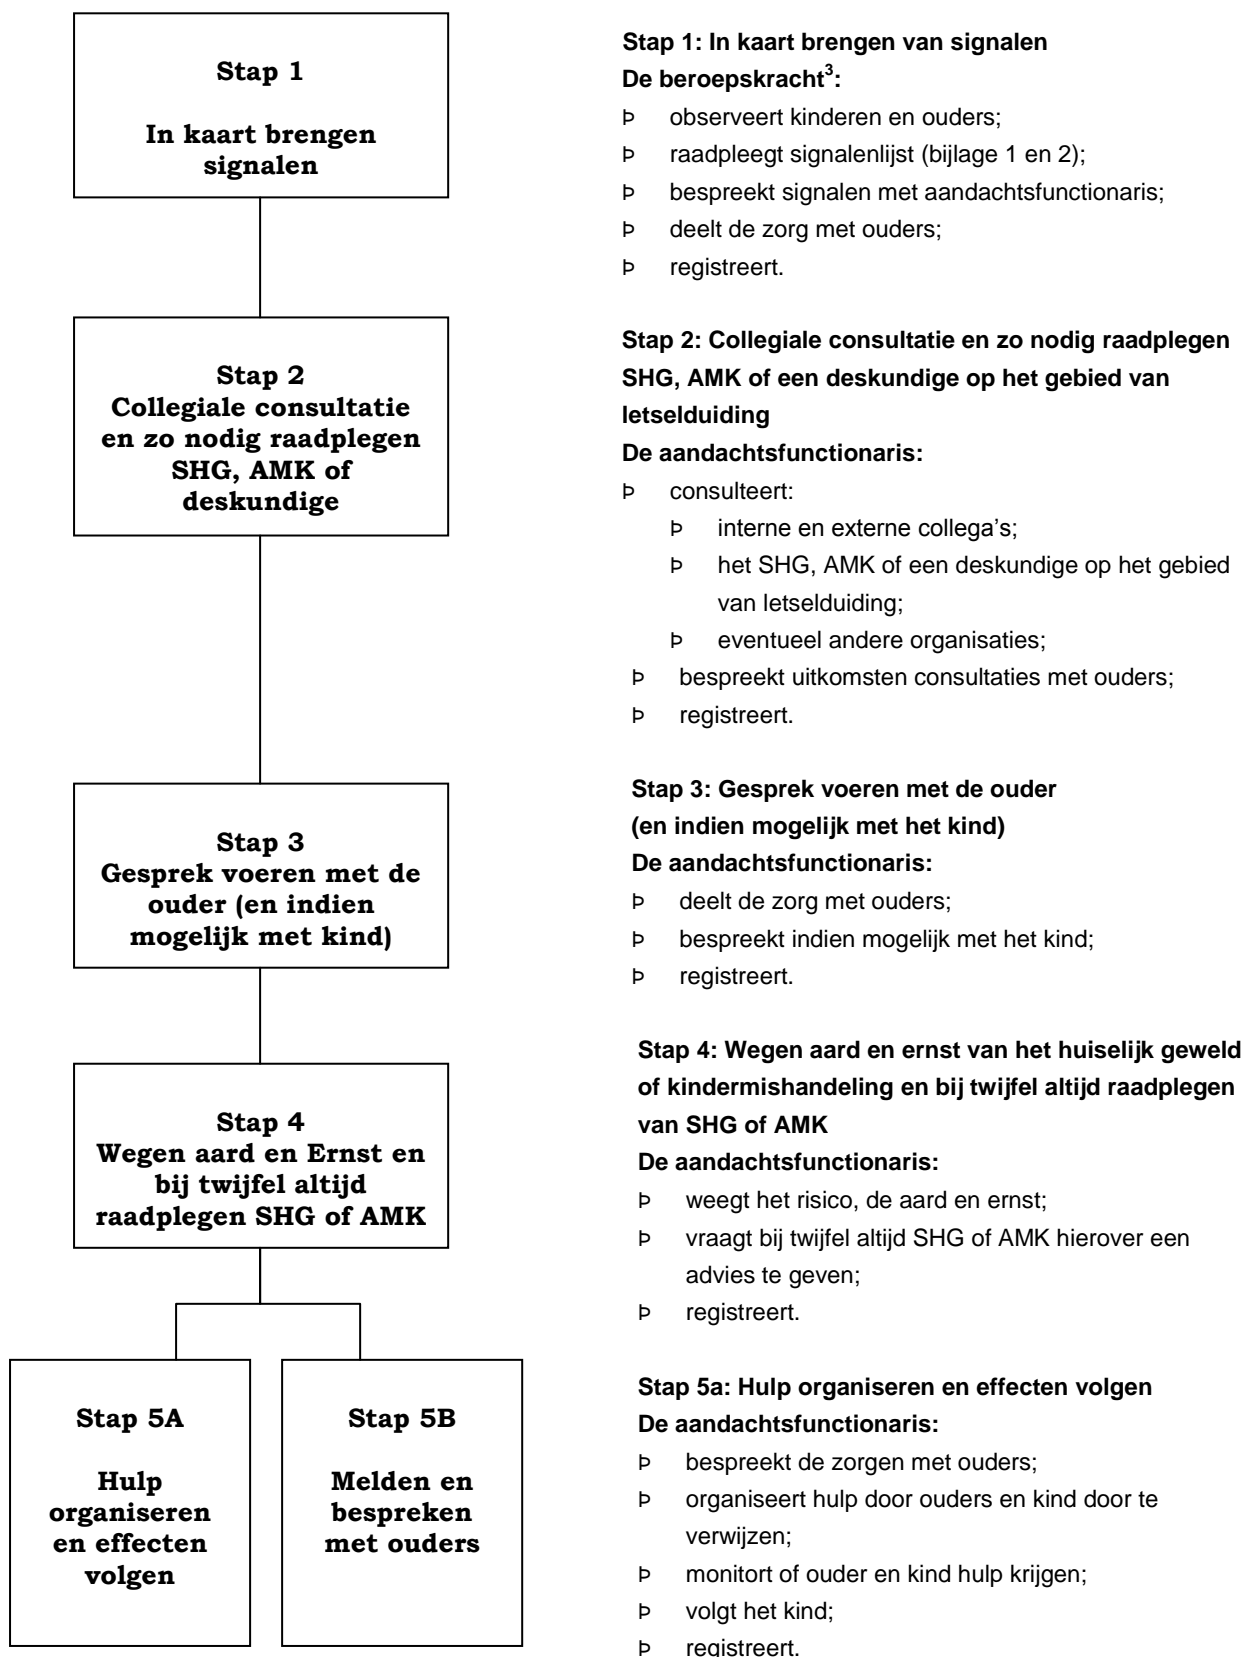 Stap 1
In kaart brengen
signalen
Stap 2
Collegiale consultatie
en zo nodig raadplegen
SHG, AMK of
deskundige
Stap 3
Gesprek voeren met de
ouder (en indien
mogelijk met kind)
Stap 4
Wegen aard en Ernst en
bij twijfel altijd
raadplegen SHG of AMK
Stap 5A
Hulp
organiseren
en effecten
volgen
Stap 5B
Melden en
bespreken
met ouders
Stap 1: In kaart brengen van signalen
De beroepskracht³:
Þ observeert kinderen en ouders;
Þ raadpleegt signalenlijst (bijlage 1 en 2);
Þ bespreekt signalen met aandachtsfunctionaris;
Þ deelt de zorg met ouders;
Þ registreert.
Stap 2: Collegiale consultatie en zo nodig raadplegen
SHG, AMK of een deskundige op het gebied van
letselduiding
De aandachtsfunctionaris:
Þ consulteert:
Þ interne en externe collega's;
Þ het SHG, AMK of een deskundige op het gebied
van letselduiding;
Þ eventueel andere organisaties;
Þ bespreekt uitkomsten consultaties met ouders;
Þ registreert.
Stap 3: Gesprek voeren met de ouder
(en indien mogelijk met het kind)
De aandachtsfunctionaris:
Þ deelt de zorg met ouders;
Þ bespreekt indien mogelijk met het kind;
Þ registreert.
Stap 4: Wegen aard en ernst van het huiselijk geweld
of kindermishandeling en bij twijfel altijd raadplegen
van SHG of AMK
De aandachtsfunctionaris:
Þ weegt het risico, de aard en ernst;
Þ vraagt bij twijfel altijd SHG of AMK hierover een
advies te geven;
Þ registreert.
Stap 5a: Hulp organiseren en effecten volgen
De aandachtsfunctionaris:
Þ bespreekt de zorgen met ouders;
Þ organiseert hulp door ouders en kind door te
verwijzen;
Þ monitort of ouder en kind hulp krijgen;
Þ volgt het kind;
Þ registreert.